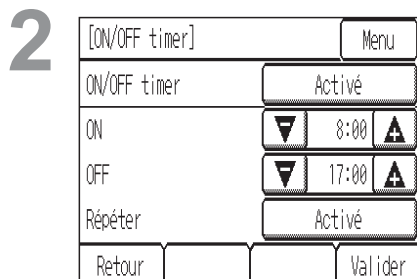 2
[ON/OFF timer] Menu
ON/OFF timer Activé
ON 8:00
OFF 17:00
Répéter Activé
Retour Valider